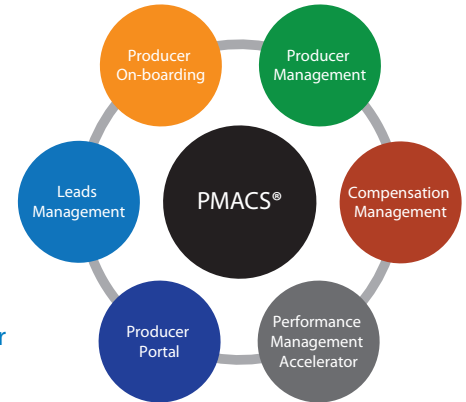 Producer
On-boarding
Producer
Management
Leads
Management
PMACS®
Compensation
Management
Producer
Portal
Performance
Management
Accelerator
r